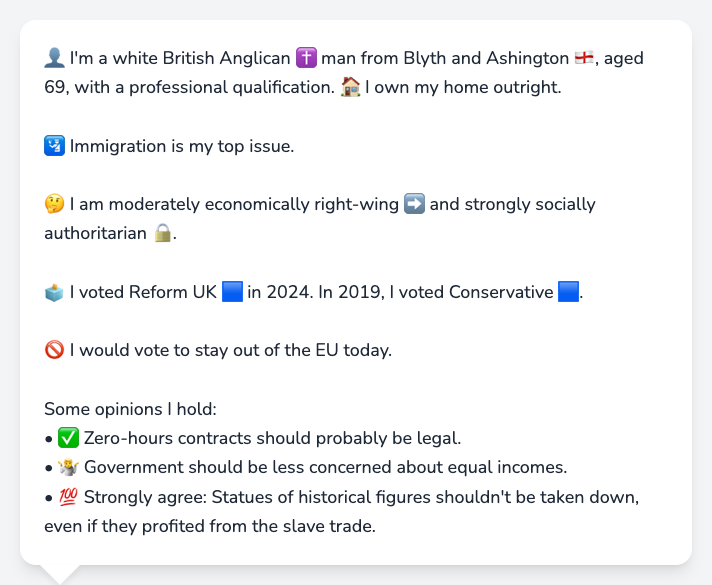 👤 I'm a white British Anglican ✝️ man from Blyth and Ashington 🏴󠁧󠁢󠁥󠁮󠁧󠁿, aged
69, with a professional qualification. 🏠 I own my home outright.
🛂 Immigration is my top issue.
🤔 I am moderately economically right-wing ➡️ and strongly socially
authoritarian 🔒.
🗳️ I voted Reform UK 🟦 in 2024. In 2019, I voted Conservative 🟦.
🚫 I would vote to stay out of the EU today.
Some opinions I hold:
• ✅ Zero-hours contracts should probably be legal.
• 🤷 Government should be less concerned about equal incomes.
• 💯 Strongly agree: Statues of historical figures shouldn't be taken down,
even if they profited from the slave trade.